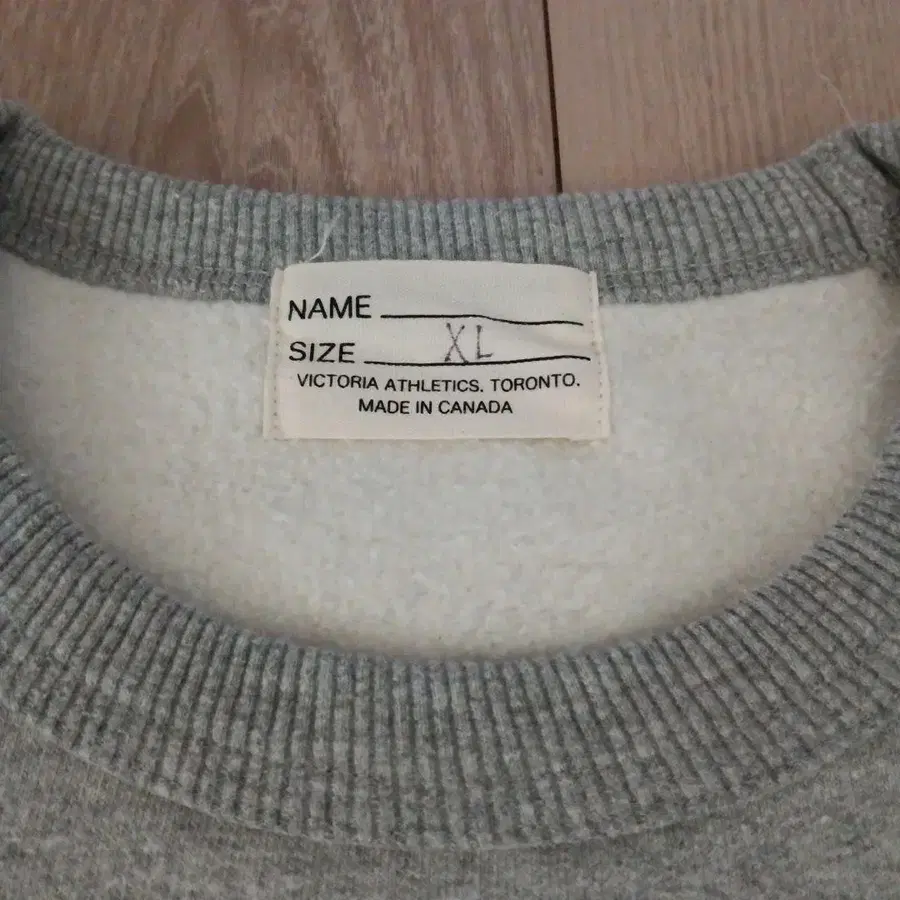 NAME
SIZE XL
VICTORIA ATHLETICS. TORONTO.
MADE IN CANADA